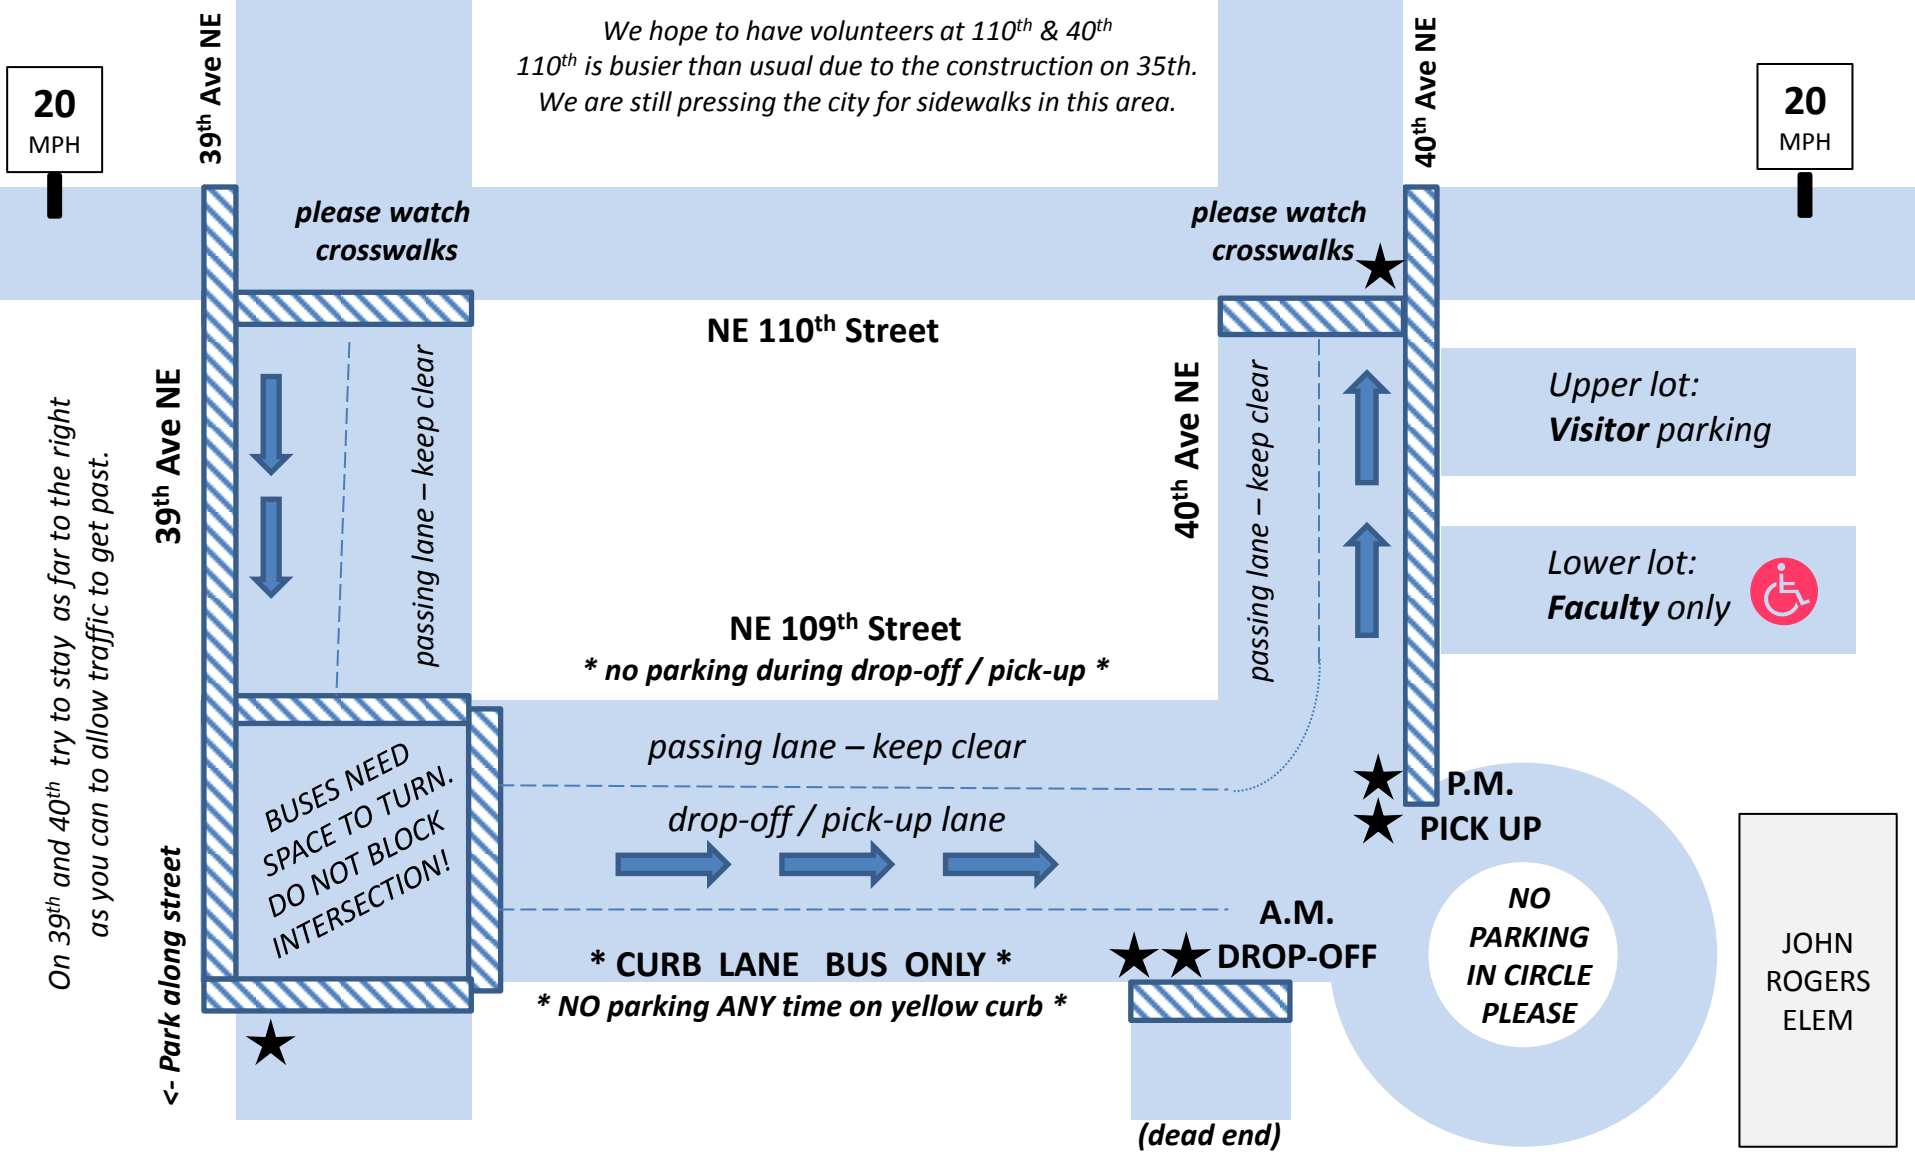 We hope to have volunteers at 110th & 40th
110th is busier than usual due to the construction on 35th.
We are still pressing the city for sidewalks in this area.
39th Ave NE
40th Ave NE
20
MPH
20
MPH
please watch
crosswalks
please watch
crosswalks
NE 110th Street
On 39th and 40th try to stay as far to the right
as you can to allow traffic to get past.
39th Ave NE
passing lane – keep clear
40th Ave NE
passing lane – keep clear
Upper lot:
Visitor parking
Lower lot:
Faculty only
NE 109th Street
* no parking during drop-off / pick-up *
passing lane – keep clear
drop-off / pick-up lane
BUSES NEED
SPACE TO TURN.
DO NOT BLOCK
INTERSECTION!
P.M.
PICK UP
<- Park along street
A.M.
DROP-OFF
* CURB LANE BUS ONLY *
* NO parking ANY time on yellow curb *
NO
PARKING
IN CIRCLE
PLEASE
JOHN
ROGERS
ELEM
(dead end)